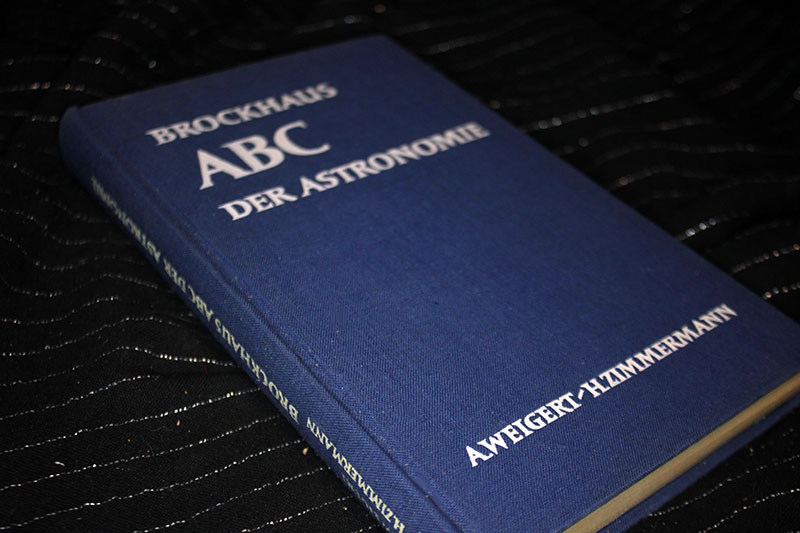 BROCKHAUS
ABC
DER ASTRONOMIE
A.WEIGERT-H.ZIMMERMANN
H.ZIMMERMANN BROCKHAUS ABC DER ASTRONOMIE